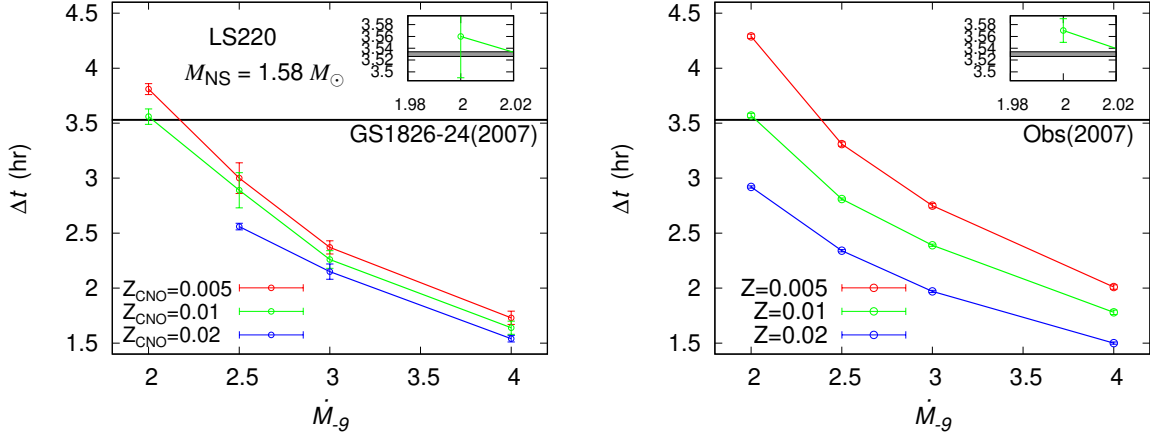 4.5
4
3.5
3
2.5
2
1.5
Δt (hr)
LS220
M_NS = 1.58 M_⊙
3.58
3.56
3.54
3.52
3.5
1.98 2 2.02
GS1826-24(2007)
Z_CNO=0.005
Z_CNO=0.01
Z_CNO=0.02
2 2.5 3 3.5 4
Ṁ_-9
4.5
4
3.5
3
2.5
2
1.5
Δt (hr)
3.58
3.56
3.54
3.52
3.5
1.98 2 2.02
Obs(2007)
Z=0.005
Z=0.01
Z=0.02
2 2.5 3 3.5 4
Ṁ_-9